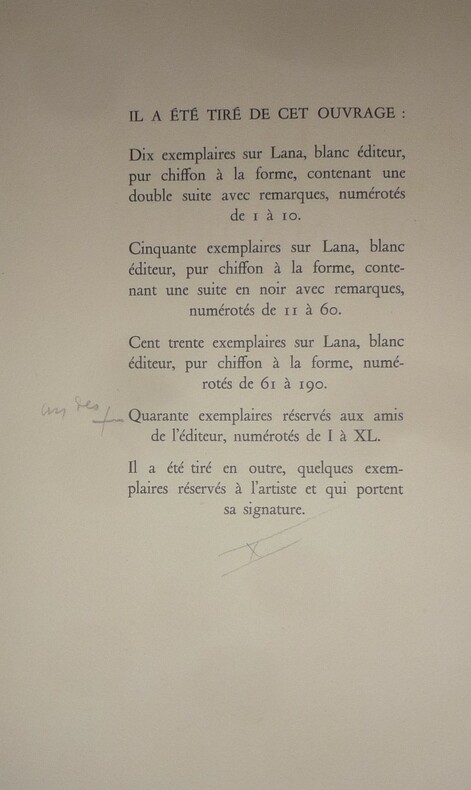 IL A ÉTÉ TIRÉ DE CET OUVRAGE :
Dix exemplaires sur Lana, blanc éditeur,
pur chiffon à la forme, contenant une
double suite avec remarques, numérotés
de 1 à 10.
Cinquante exemplaires sur Lana, blanc
éditeur, pur chiffon à la forme, conte-
nant une suite en noir avec remarques,
numérotés de 11 à 60.
Cent trente exemplaires sur Lana, blanc
éditeur, pur chiffon à la forme, numé-
rotés de 61 à 190.
un des
Quarante exemplaires réservés aux amis
de l'éditeur, numérotés de I à XL.
Il a été tiré en outre, quelques exem-
plaires réservés à l'artiste et qui portent
sa signature.
X